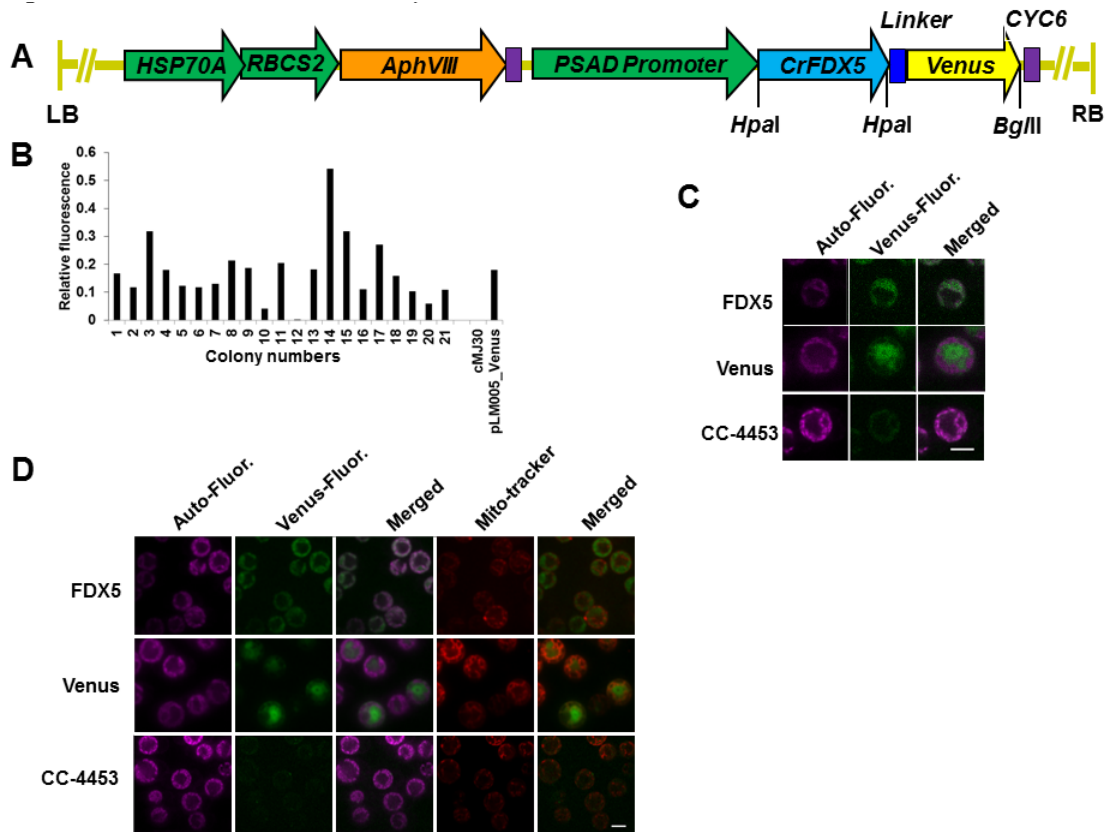 Linker CYC6
A
HSP70A RBCS2 AphVIII PSAD Promoter CrFDX5 Venus
LB HpaI HpaI BglII RB
B
Relative fluorescence
0.6
0.5
0.4
0.3
0.2
0.1
0
1 2 3 4 5 6 7 8 9 10 11 12 13 14 15 16 17 18 19 20 21 cMJ30 pLM005_Venus
Colony numbers
C
Auto-Fluor. Venus-Fluor. Merged
FDX5
Venus
CC-4453
D
Auto-Fluor. Venus-Fluor. Merged Mito-tracker Merged
FDX5
Venus
CC-4453